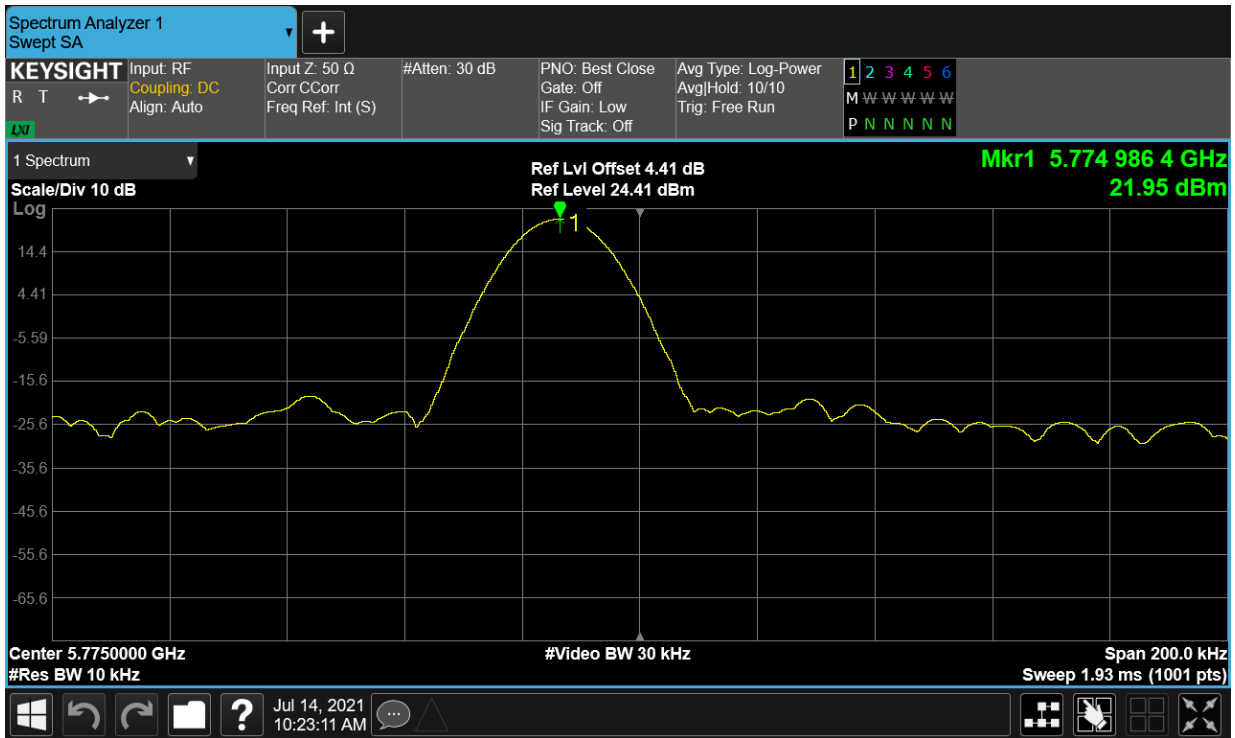 Spectrum Analyzer 1
Swept SA
KEYSIGHT
R T
LXI
Input: RF
Coupling: DC
Align: Auto
Input Z: 50 Ω
Corr CCorr
Freq Ref: Int (S)
#Atten: 30 dB
PNO: Best Close
Gate: Off
IF Gain: Low
Sig Track: Off
Avg Type: Log-Power
Avg|Hold: 10/10
Trig: Free Run
1 2 3 4 5 6
M W W W W W
P N N N N N
1 Spectrum
Scale/Div 10 dB
Log
Ref Lvl Offset 4.41 dB
Ref Level 24.41 dBm
Mkr1 5.774 986 4 GHz
21.95 dBm
1
14.4
4.41
-5.59
-15.6
-25.6
-35.6
-45.6
-55.6
-65.6
Center 5.7750000 GHz
#Res BW 10 kHz
#Video BW 30 kHz
Span 200.0 kHz
Sweep 1.93 ms (1001 pts)
?
Jul 14, 2021
10:23:11 AM